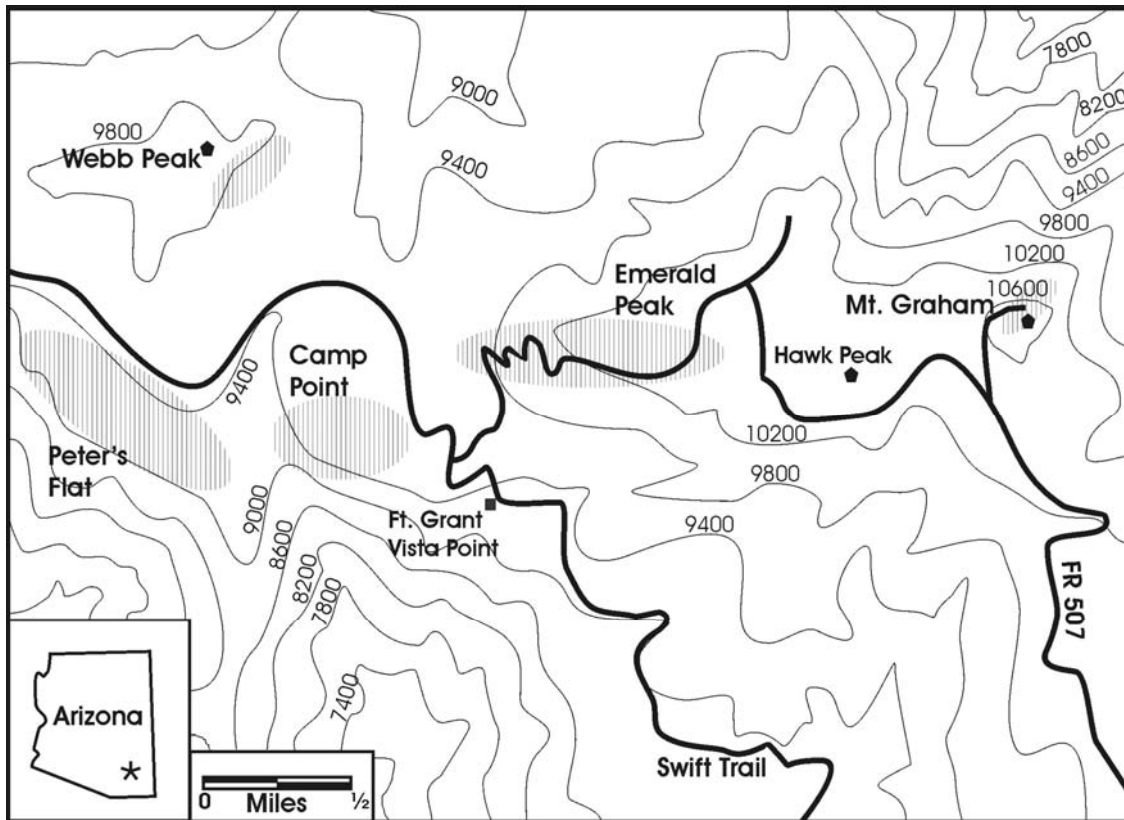 7800
9000
8200
9800
Webb Peak
8600
9400
9400
9800
10200
Emerald
Peak
10600
Mt. Graham
Camp
Point
Hawk Peak
9400
10200
Peter's
Flat
9800
9000
Ft. Grant
Vista Point
9400
8600
8200
7800
FR 507
7400
Arizona
*
Swift Trail
0
Miles
½